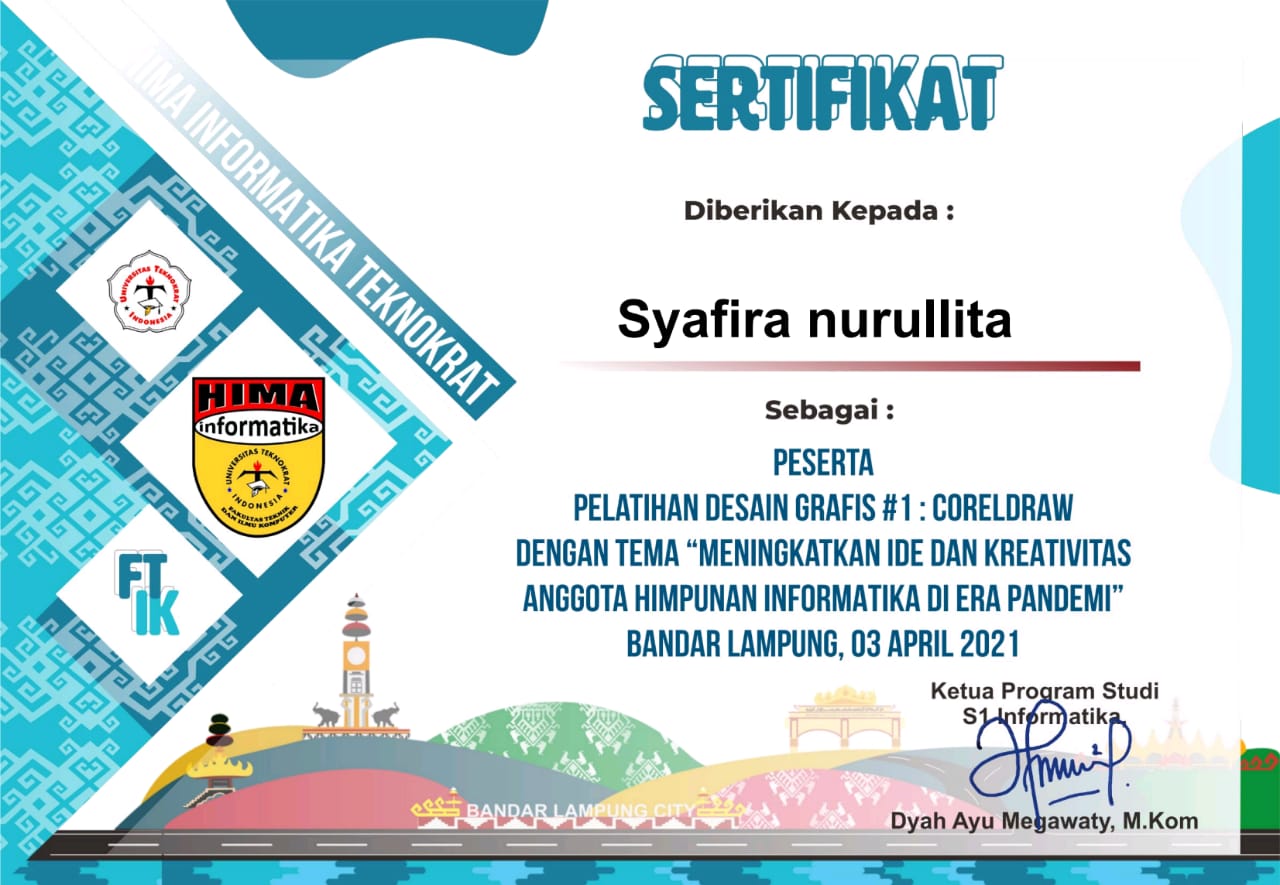 SERTIFIKAT
Diberikan Kepada :
Syafira nurullita
Sebagai :
PESERTA
PELATIHAN DESAIN GRAFIS #1 : CORELDRAW
DENGAN TEMA “MENINGKATKAN IDE DAN KREATIVITAS
ANGGOTA HIMPUNAN INFORMATIKA DI ERA PANDEMI”
BANDAR LAMPUNG, 03 APRIL 2021
Ketua Program Studi
S1 Informatika
Dyah Ayu Megawaty, M.Kom
HIMA INFORMATIKA TEKNOKRAT
UNIVERSITAS TEKNOKRAT
INDONESIA
HIMA
informatika
UNIVERSITAS TEKNOKRAT
INDONESIA
FAKULTAS TEKNIK
DAN ILMU KOMPUTER
FT
IK
BANDAR LAMPUNG CITY